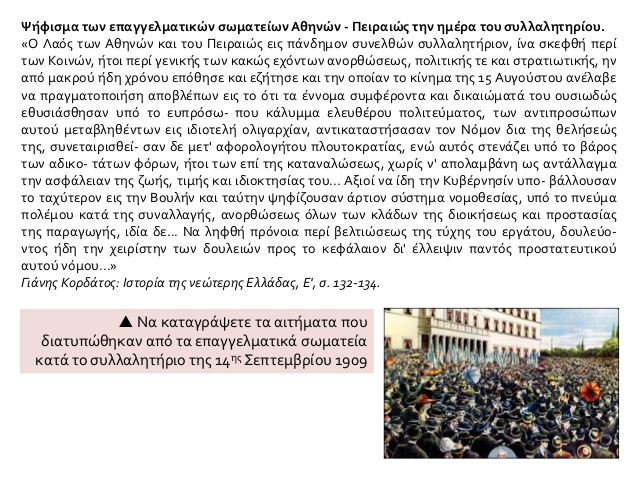 Ψήφισμα των επαγγελματικών σωματείων Αθηνών - Πειραιώς την ημέρα του συλλαλητηρίου.
«Ο Λαός των Αθηνών και του Πειραιώς εις πάνδημον συνελθών συλλαλητήριον, ίνα σκεφθή περί
των Κοινών, ήτοι περί γενικής των κακώς εχόντων ανορθώσεως, πολιτικής τε και στρατιωτικής, ην
από μακρού ήδη χρόνου επόθησε και εζήτησε και την οποίαν το κίνημα της 15 Αυγούστου ανέλαβε
να πραγματοποιήση αποβλέπων εις το ότι τα έννομα συμφέροντα και δικαιώματά του ουσιωδώς
εθυσιάσθησαν υπό το ευπρόσω- που κάλυμμα ελευθέρου πολιτεύματος, των αντιπροσώπων
αυτού μεταβληθέντων εις ιδιοτελή ολιγαρχίαν, αντικαταστήσασαν τον Νόμον δια της θελήσεώς
της, συνεταιρισθεί- σαν δε μετ' αφορολογήτου πλουτοκρατίας, ενώ αυτός στενάζει υπό το βάρος
των αδικο- τάτων φόρων, ήτοι των επί της καταναλώσεως, χωρίς ν' απολαμβάνη ως αντάλλαγμα
την ασφάλειαν της ζωής, τιμής και ιδιοκτησίας του... Αξιοί να ίδη την Κυβέρνησίν υπο- βάλλουσαν
το ταχύτερον εις την Βουλήν και ταύτην ψηφίζουσαν άρτιον σύστημα νομοθεσίας, υπό το πνεύμα
πολέμου κατά της συναλλαγής, ανορθώσεως όλων των κλάδων της διοικήσεως και προστασίας
της παραγωγής, ιδία δε... Να ληφθή πρόνοια περί βελτιώσεως της τύχης του εργάτου, δουλεύο-
ντος ήδη την χειρίστην των δουλειών προς το κεφάλαιον δι' έλλειψιν παντός προστατευτικού
αυτού νόμου...»
Γιάνης Κορδάτος: Ιστορία της νεώτερης Ελλάδας, Ε', σ. 132-134.
▲ Να καταγράψετε τα αιτήματα που
διατυπώθηκαν από τα επαγγελματικά σωματεία
κατά το συλλαλητήριο της 14ης Σεπτεμβρίου 1909